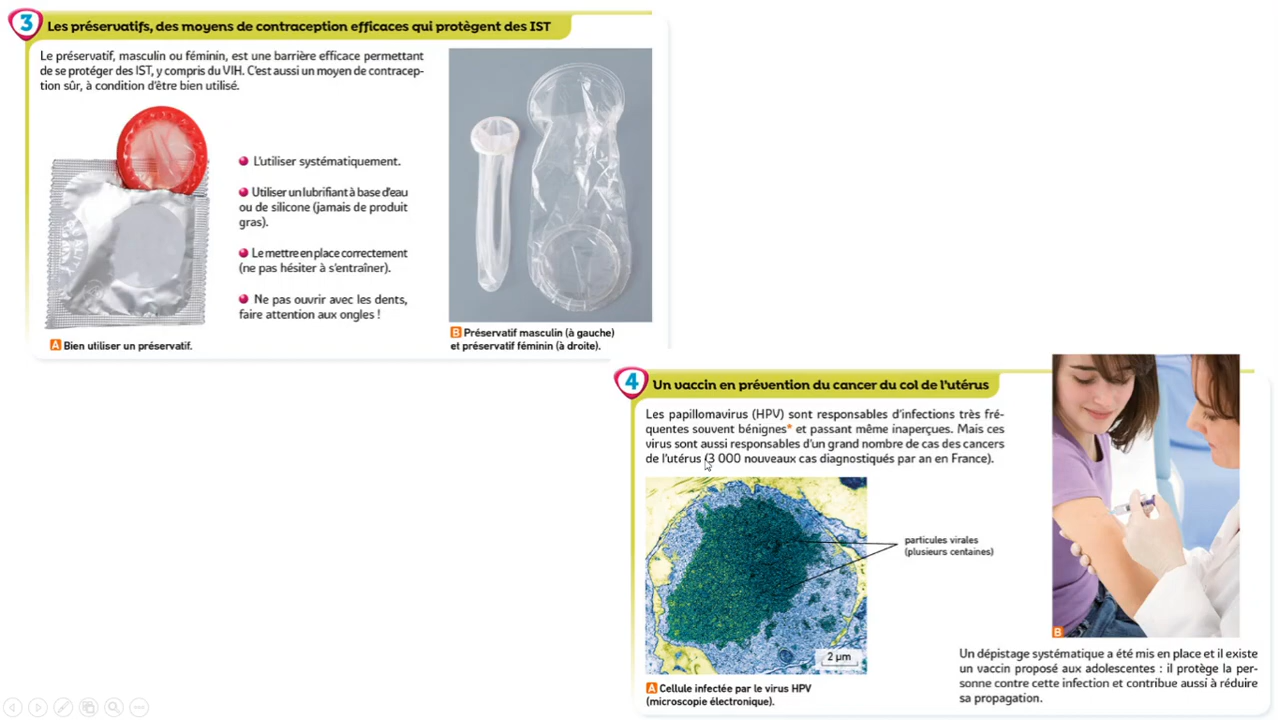 3
Les préservatifs, des moyens de contraception efficaces qui protègent des IST
Le préservatif, masculin ou féminin, est une barrière efficace permettant
de se protéger des IST, y compris du VIH. C'est aussi un moyen de contracep-
tion sûr, à condition d'être bien utilisé.
L'utiliser systématiquement.
Utiliser un lubrifiant à base d'eau
ou de silicone (jamais de produit
gras).
Le mettre en place correctement
(ne pas hésiter à s'entraîner).
Ne pas ouvrir avec les dents,
faire attention aux ongles !
A Bien utiliser un préservatif.
B Préservatif masculin (à gauche)
et préservatif féminin (à droite).
4
Un vaccin en prévention du cancer du col de l'utérus
Les papillomavirus (HPV) sont responsables d'infections très fré-
quentes souvent bénignes* et passant même inaperçues. Mais ces
virus sont aussi responsables d'un grand nombre de cas des cancers
de l'utérus (3 000 nouveaux cas diagnostiqués par an en France).
particules virales
(plusieurs centaines)
2 µm
A Cellule infectée par le virus HPV
(microscopie électronique).
B
Un dépistage systématique a été mis en place et il existe
un vaccin proposé aux adolescentes : il protège la per-
sonne contre cette infection et contribue aussi à réduire
sa propagation.